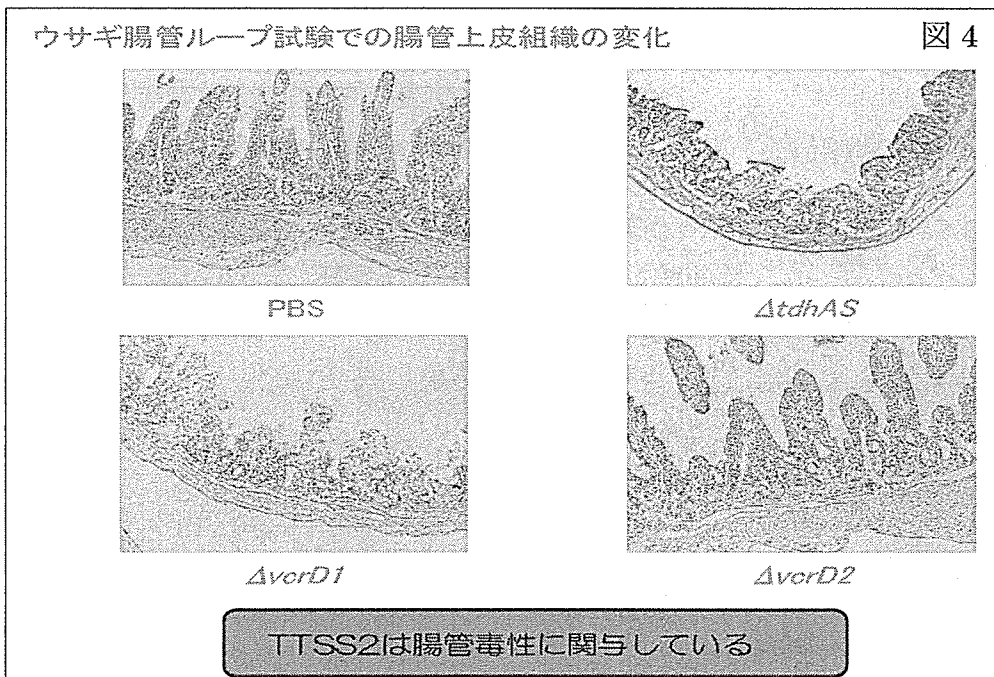 ウサギ腸管ループ試験での腸管上皮組織の変化
図 4
PBS
ΔtdhAS
ΔvcrD1
ΔvcrD2
TTSS2は腸管毒性に関与している